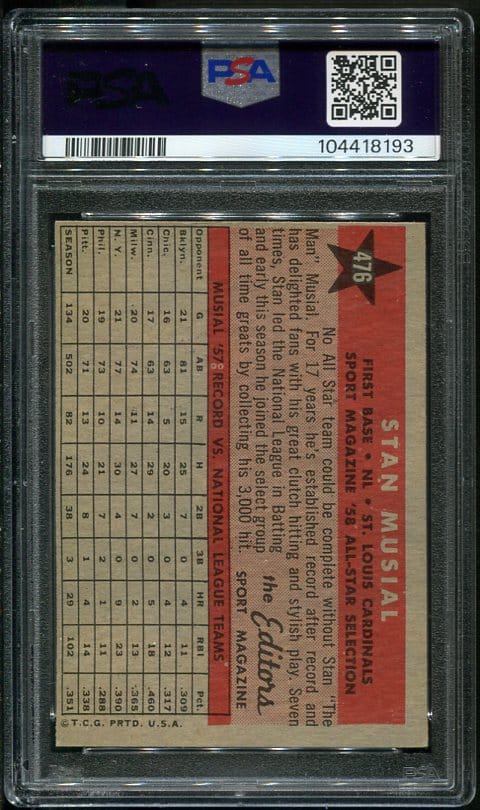 PSA
PSA
104418193
476
STAN MUSIAL
FIRST BASE • NL • ST. LOUIS CARDINALS
SPORT MAGAZINE '58 ALL-STAR SELECTION
No All Star team could be complete without Stan "The
Man" Musial. For 17 years he's established record after record and
has delighted fans with his great clutch hitting and stylish play. Seven
times, Stan led the National League in Batting
and early this season he joined the select group
of all time greats by collecting his 3,000 hit.
the Editors
SPORT MAGAZINE
MUSIAL '57 RECORD VS. NATIONAL LEAGUE TEAMS
Opponent G AB R H 2B 3B HR RBI Pct.
Bklyn. 21 81 15 25 7 0 4 11 .309
Chic. 16 63 5 20 3 0 4 12 .317
Cinn. 17 63 14 29 2 0 5 18 .460
Milw. 20 74 11 27 7 0 2 13 .365
N. Y. 21 77 14 30 4 0 9 23 .390
Phil. 19 73 10 21 7 2 1 11 .288
Pitt. 20 71 13 24 8 1 4 14 .338
SEASON 134 502 82 176 38 3 29 102 .351
© T.C.G. PRTD. U.S.A.
PSA